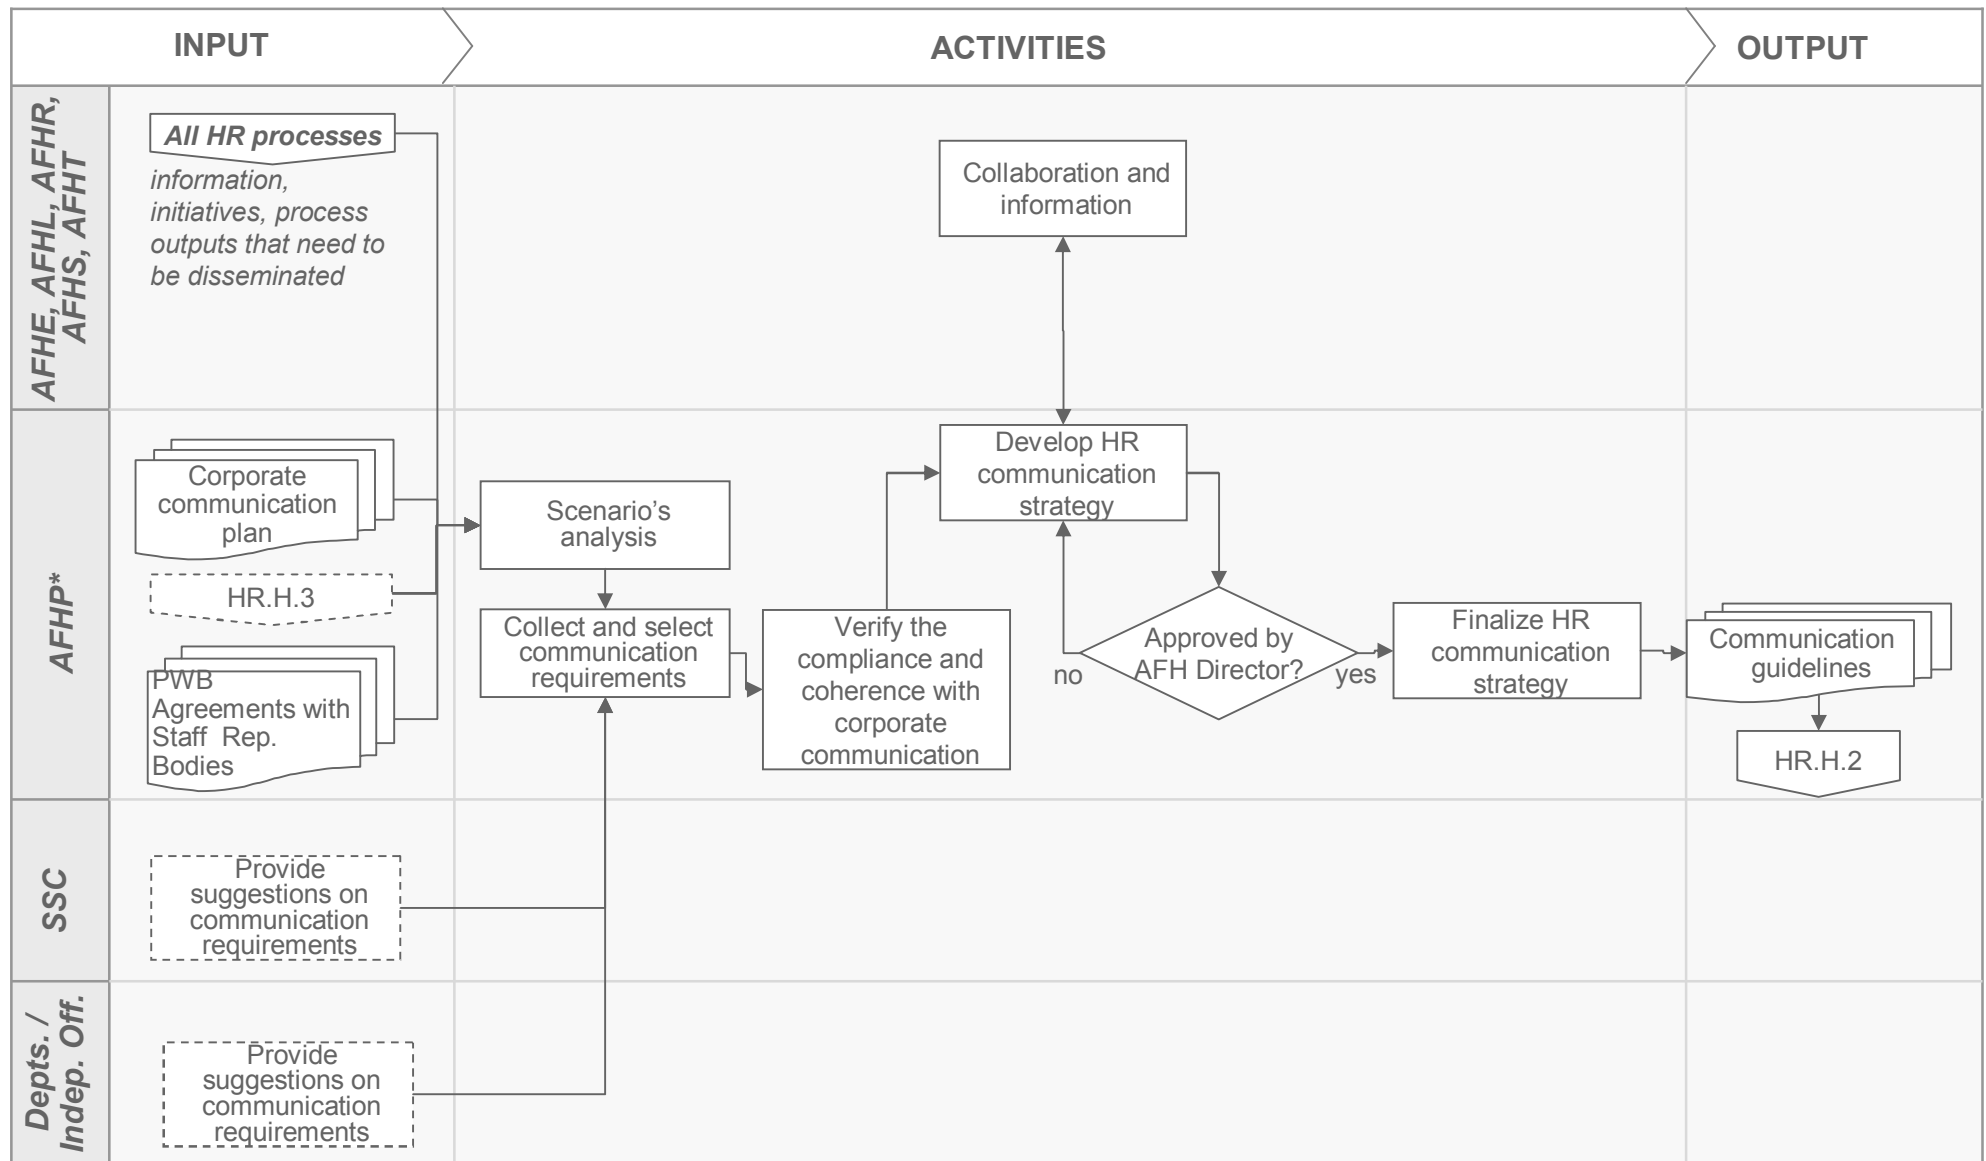 INPUT
ACTIVITIES
OUTPUT
AFHE, AFHL, AFHR,
AFHS, AFHT
All HR processes
information,
initiatives, process
outputs that need to
be disseminated
Collaboration and
information
AFHP*
Corporate
communication
plan
HR.H.3
PWB
Agreements with
Staff Rep.
Bodies
Scenario's
analysis
Collect and select
communication
requirements
Verify the
compliance and
coherence with
corporate
communication
Develop HR
communication
strategy
Approved by
AFH Director?
no
yes
Finalize HR
communication
strategy
Communication
guidelines
HR.H.2
SSC
Provide
suggestions on
communication
requirements
Depts. /
Indep. Off.
Provide
suggestions on
communication
requirements